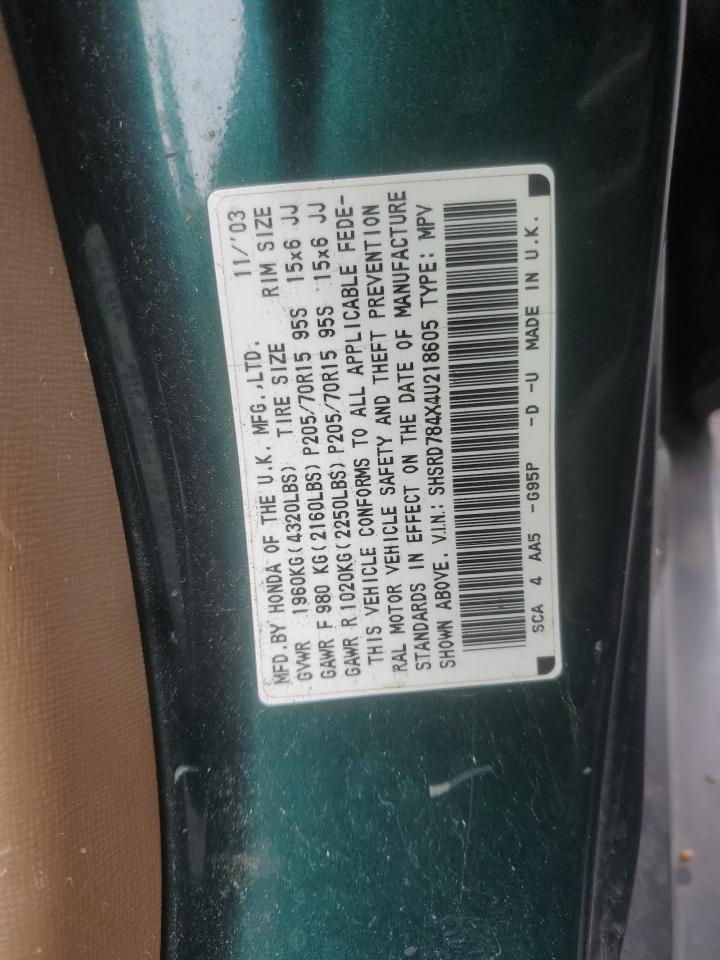 MFD.BY HONDA OF THE U.K. MFG.,LTD. 11/'03
GVWR 1960KG(4320LBS) TIRE SIZE RIM SIZE
GAWR F 980 KG(2160LBS) P205/70R15 95S 15x6 JJ
GAWR R 1020KG(2250LBS) P205/70R15 95S 15x6 JJ
THIS VEHICLE CONFORMS TO ALL APPLICABLE FEDE-
RAL MOTOR VEHICLE SAFETY AND THEFT PREVENTION
STANDARDS IN EFFECT ON THE DATE OF MANUFACTURE
SHOWN ABOVE. V.I.N.: SHSRD784X4U218605 TYPE: MPV
SCA 4 AA5 -G95P -D -U MADE IN U.K.